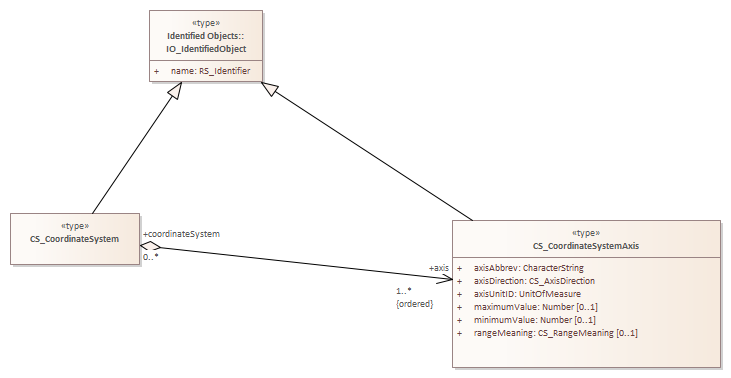 «type»
Identified Objects::
IO_IdentifiedObject
+ name: RS_Identifier
«type»
CS_CoordinateSystem
+coordinateSystem
0..*
+axis
1..*
{ordered}
«type»
CS_CoordinateSystemAxis
+ axisAbbrev: CharacterString
+ axisDirection: CS_AxisDirection
+ axisUnitID: UnitOfMeasure
+ maximumValue: Number [0..1]
+ minimumValue: Number [0..1]
+ rangeMeaning: CS_RangeMeaning [0..1]